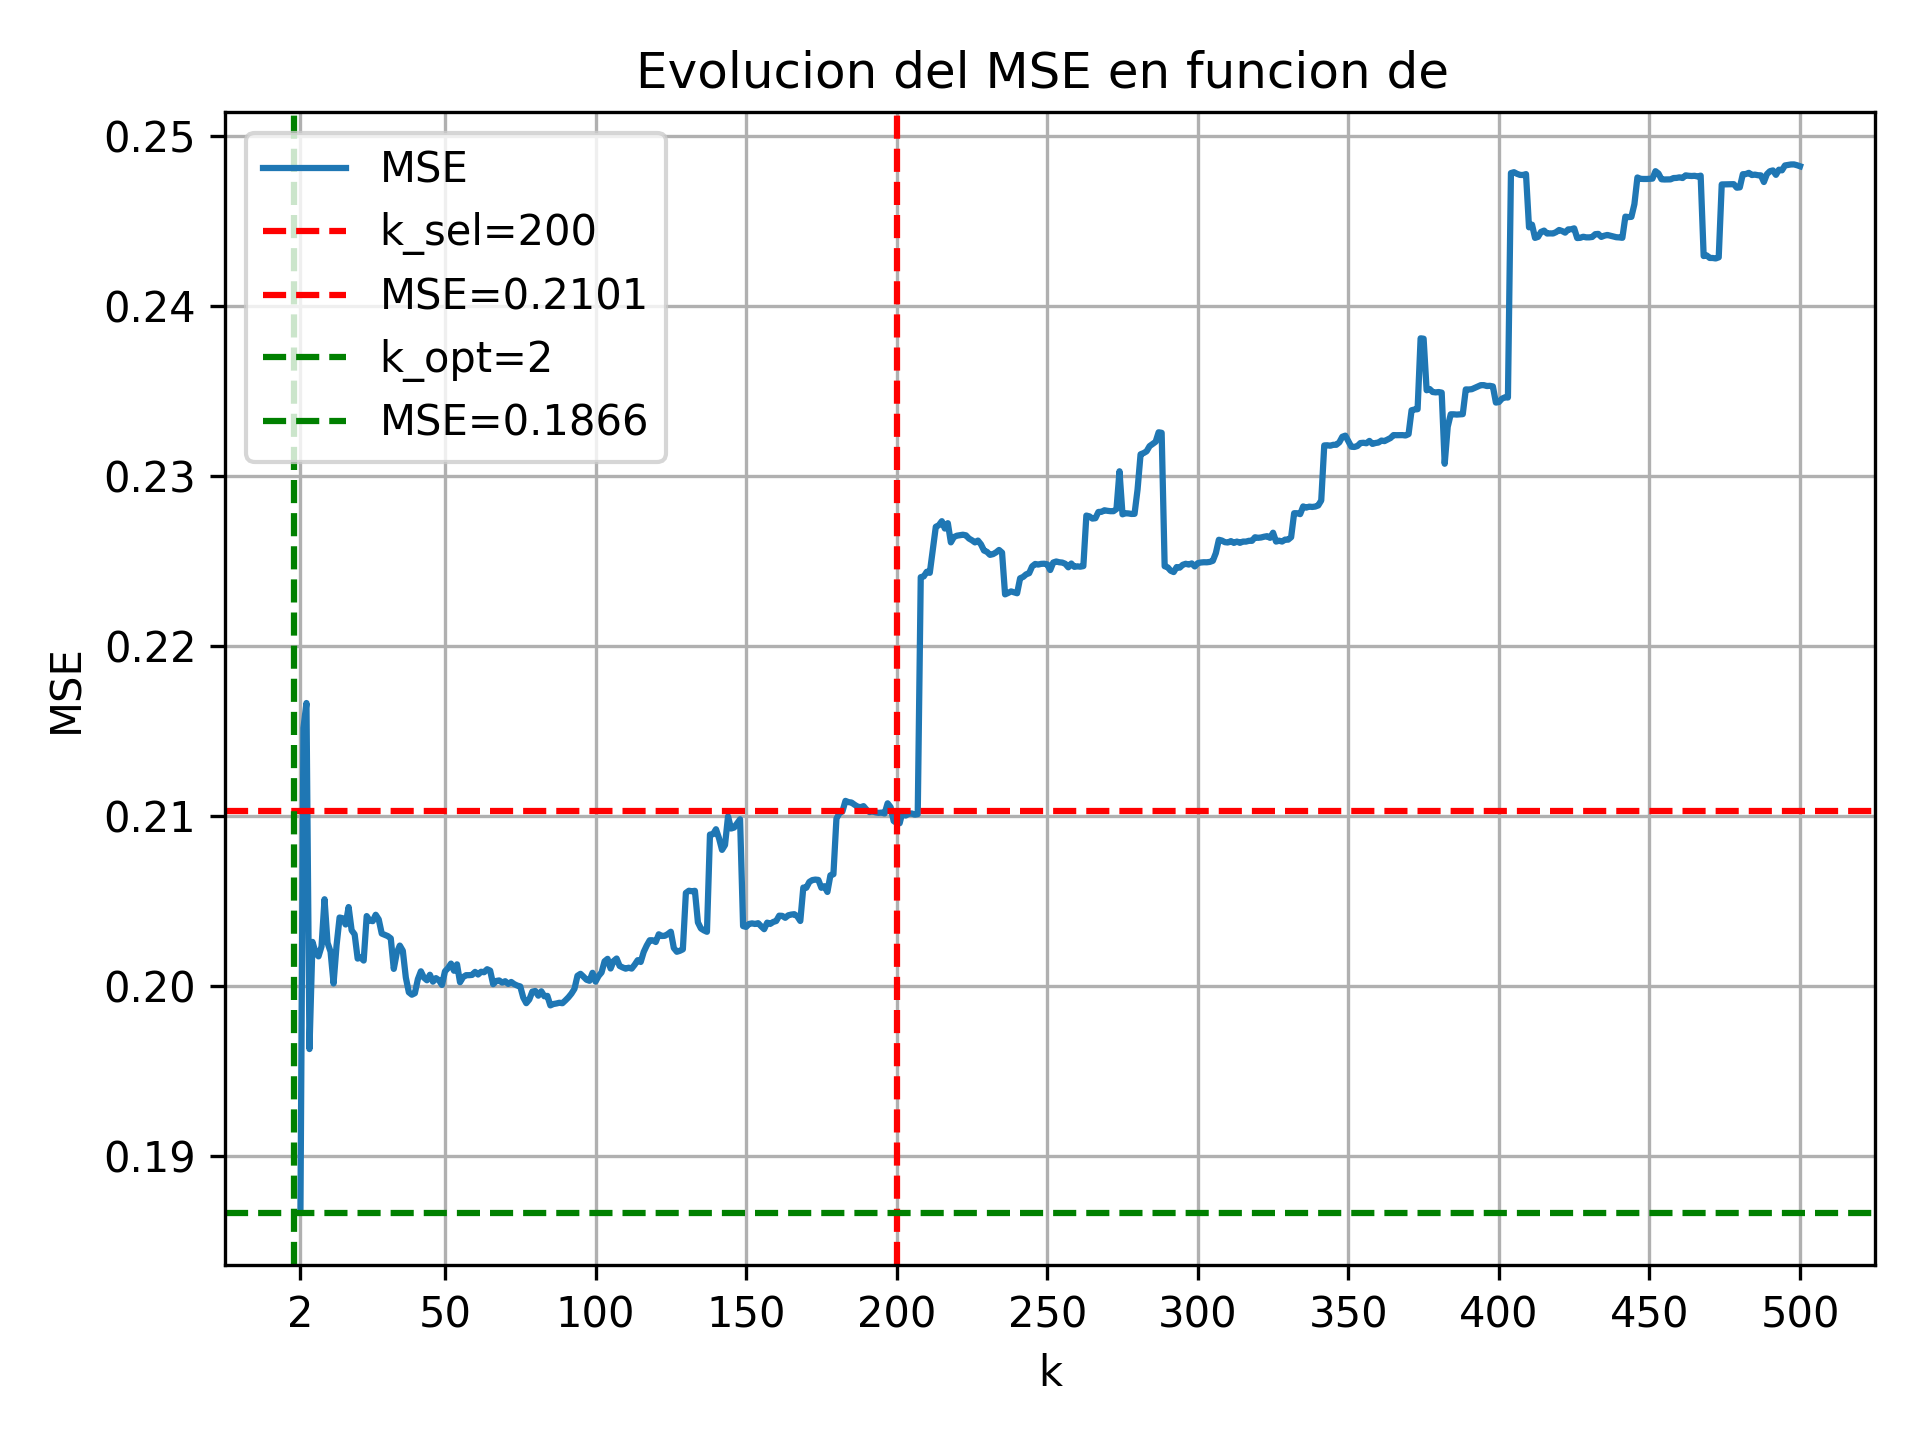 Evolucion del MSE en funcion de
0.25
0.24
0.23
0.22
0.21
0.20
0.19
MSE
MSE
k_sel=200
MSE=0.2101
k_opt=2
MSE=0.1866
2 50 100 150 200 250 300 350 400 450 500
k